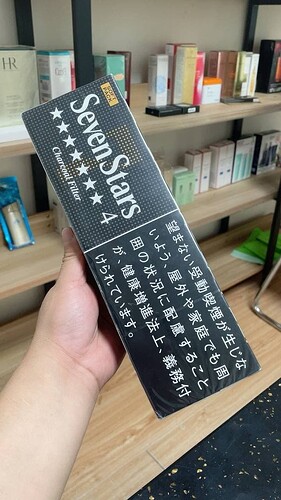 Seven Stars
Charcoal Filter
4
望まない受動喫煙が生じな
いよう、屋外や家庭でも周
囲の状況に配慮すること
が、健康増進法上、義務付
けられています。
HR